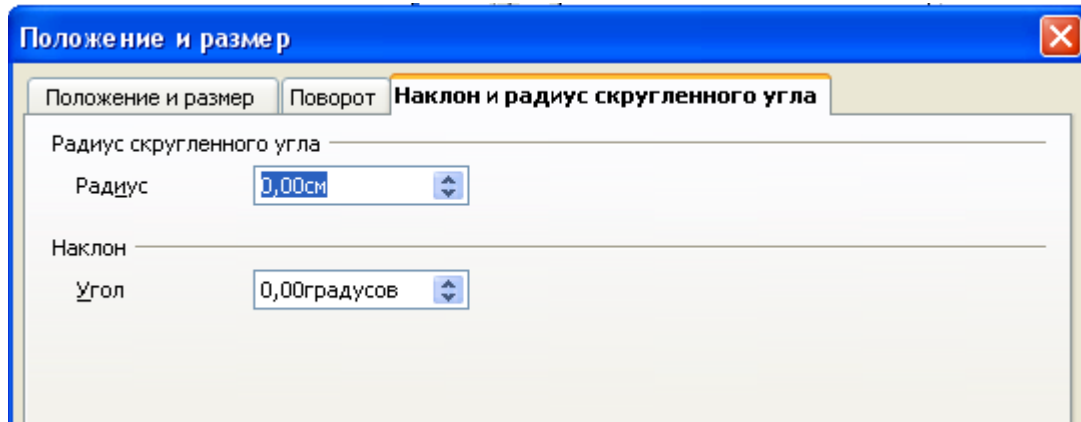 Положение и размер
Положение и размер Поворот Наклон и радиус скругленного угла
Радиус скругленного угла
Радиус 0,00см
Наклон
Угол 0,00градусов